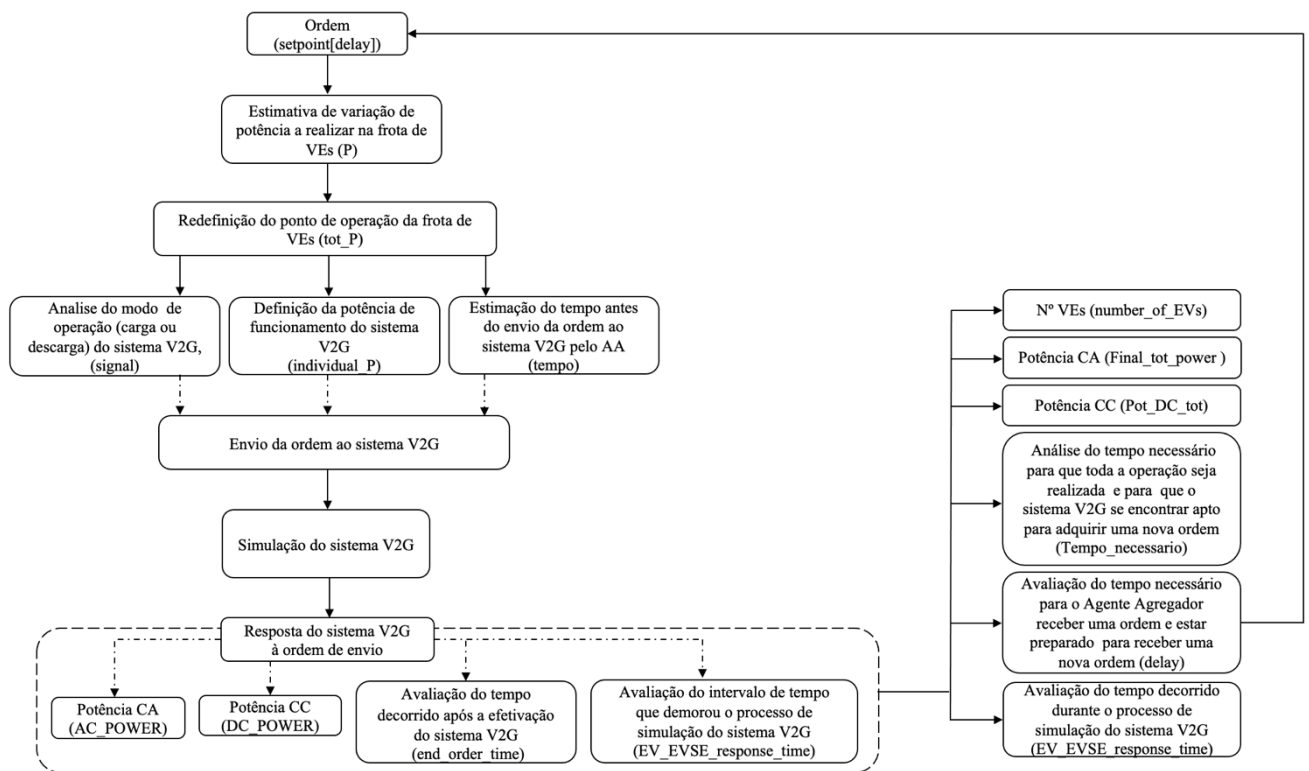 Ordem
(setpoint[delay])
Estimativa de variação de
potência a realizar na frota de
VEs (P)
Redefinição do ponto de operação da frota de
VEs (tot_P)
Analise do modo de
operação (carga ou
descarga) do sistema V2G,
(signal)
Definição da potência de
funcionamento do sistema
V2G
(individual_P)
Estimação do tempo antes
do envio da ordem ao
sistema V2G pelo AA
(tempo)
Envio da ordem ao sistema V2G
Simulação do sistema V2G
Resposta do sistema V2G
à ordem de envio
Potência CA
(AC_POWER)
Potência CC
(DC_POWER)
Avaliação do tempo
decorrido após a efetivação
do sistema V2G
(end_order_time)
Avaliação do intervalo de tempo
que demorou o processo de
simulação do sistema V2G
(EV_EVSE_response_time)
Nº VEs (number_of_EVs)
Potência CA (Final_tot_power )
Potência CC (Pot_DC_tot)
Análise do tempo necessário
para que toda a operação seja
realizada e para que o
sistema V2G se encontrar apto
para adquirir uma nova ordem
(Tempo_necessario)
Avaliação do tempo necessário
para o Agente Agregador
receber uma ordem e estar
preparado para receber uma
nova ordem (delay)
Avaliação do tempo decorrido
durante o processo de
simulação do sistema V2G
(EV_EVSE_response_time)